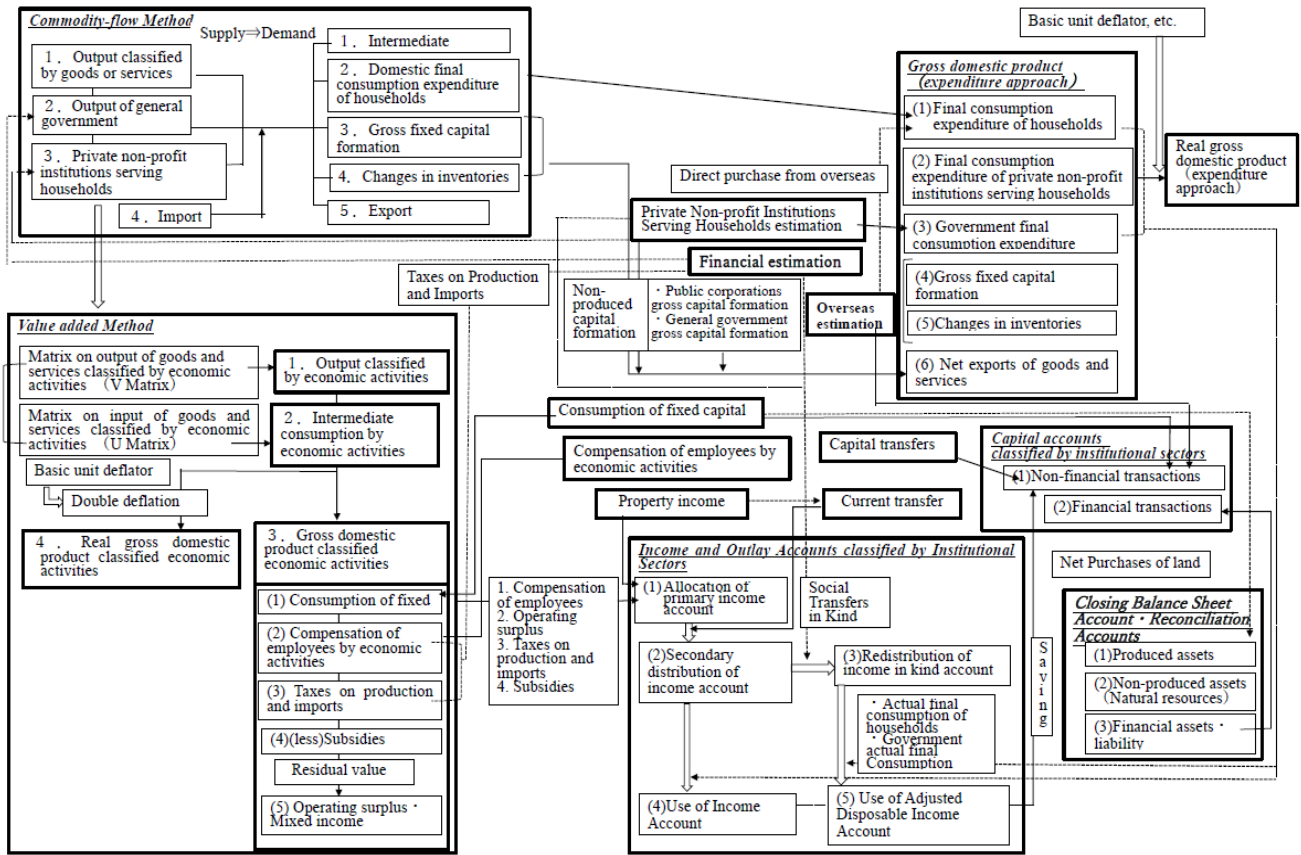 Commodity-flow Method
Supply⇒Demand
1．Output classified
by goods or services
2．Output of general
government
3．Private non-profit
institutions serving
households
4．Import
1．Intermediate
2．Domestic final
consumption expenditure
of households
3．Gross fixed capital
formation
4．Changes in inventories
5．Export
Basic unit deflator, etc.
Gross domestic product
（expenditure approach）
(1)Final consumption
expenditure of households
(2) Final consumption
expenditure of private non-profit
institutions serving households
(3) Government final
consumption expenditure
(4)Gross fixed capital
formation
(5)Changes in inventories
(6) Net exports of goods and
services
Real gross
domestic product
（expenditure
approach）
Direct purchase from overseas
Private Non-profit Institutions
Serving Households estimation
Financial estimation
Taxes on Production
and Imports
Non-
produced
capital
formation
・Public corporations
gross capital formation
・General government
gross capital formation
Overseas
estimation
Value added Method
Matrix on output of goods and
services classified by economic
activities （V Matrix）
Matrix on input of goods and
services classified by economic
activities （U Matrix）
Basic unit deflator
Double deflation
4．Real gross domestic
product classified economic
activities
1．Output classified
by economic activities
2．Intermediate
consumption by
economic activities
3．Gross domestic
product classified
economic activities
(1) Consumption of fixed
(2) Compensation of
employees by economic
activities
(3) Taxes on production
and imports
(4)(less)Subsidies
Residual value
(5) Operating surplus・
Mixed income
Consumption of fixed capital
Compensation of employees by
economic activities
Property income
Capital transfers
Current transfer
1. Compensation
of employees
2. Operating
surplus
3. Taxes on
production and
imports
4. Subsidies
Income and Outlay Accounts classified by Institutional
Sectors
(1)Allocation of
primary income
account
Social
Transfers
in Kind
(2)Secondary
distribution of
income account
(3)Redistribution of
income in kind account
・Actual final
consumption of
households
・Government
actual final
Consumption
(4)Use of Income
Account
(5) Use of Adjusted
Disposable Income
Account
Saving
Capital accounts
classified by institutional sectors
(1)Non-financial transactions
(2)Financial transactions
Net Purchases of land
Closing Balance Sheet
Account・Reconciliation
Accounts
(1)Produced assets
(2)Non-produced assets
（Natural resources）
(3)Financial assets・
liability